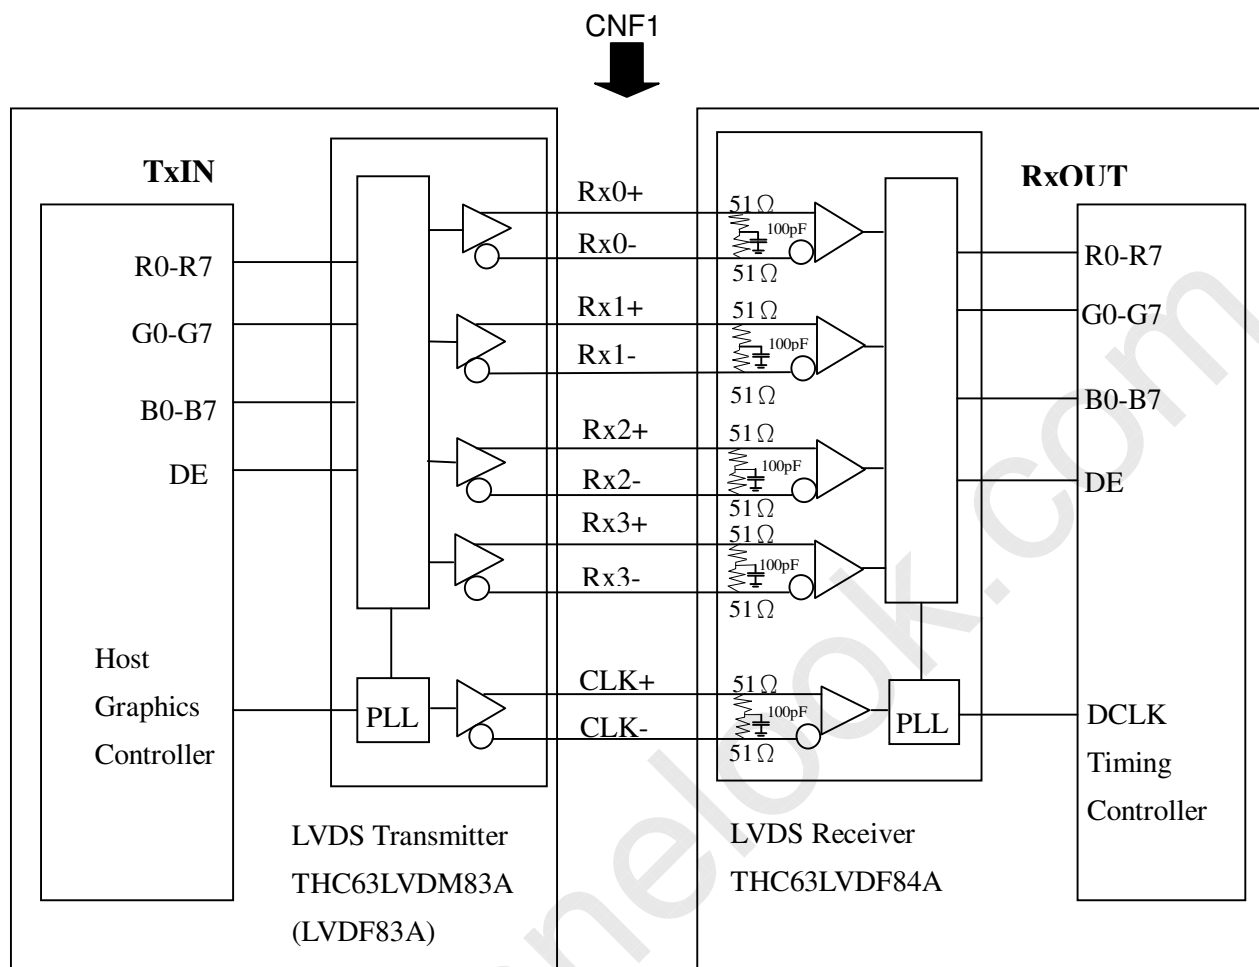 CNF1
TxIN
R0-R7
G0-G7
B0-B7
DE
Host
Graphics
Controller
PLL
LVDS Transmitter
THC63LVDM83A
(LVDF83A)
Rx0+
Rx0-
Rx1+
Rx1-
Rx2+
Rx2-
Rx3+
Rx3-
CLK+
CLK-
51Ω
100pF
51Ω
51Ω
100pF
51Ω
51Ω
100pF
51Ω
51Ω
100pF
51Ω
51Ω
100pF
51Ω
PLL
LVDS Receiver
THC63LVDF84A
RxOUT
R0-R7
G0-G7
B0-B7
DE
DCLK
Timing
Controller
nelook.com